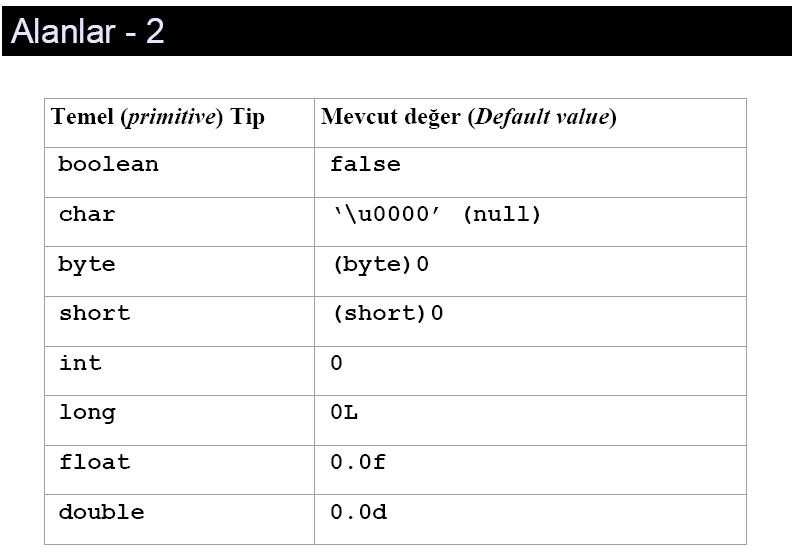 Alanlar - 2
Temel (primitive) Tip Mevcut değer (Default value)
boolean false
char ‘\u0000’ (null)
byte (byte)0
short (short)0
int 0
long 0L
float 0.0f
double 0.0d